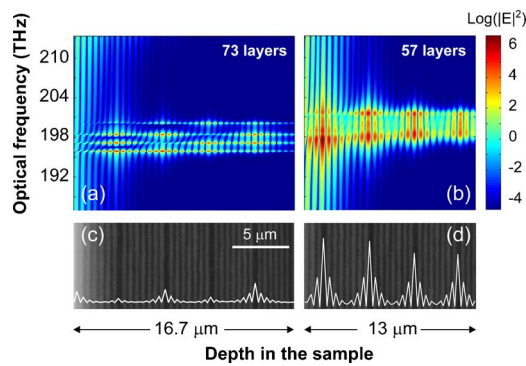 Log(|E|²)
Optical frequency (THz)
213
204
198
192
73 layers
57 layers
(a)
(b)
6
4
2
0
-2
-4
(c)
5 μm
(d)
16.7 μm
13 μm
Depth in the sample